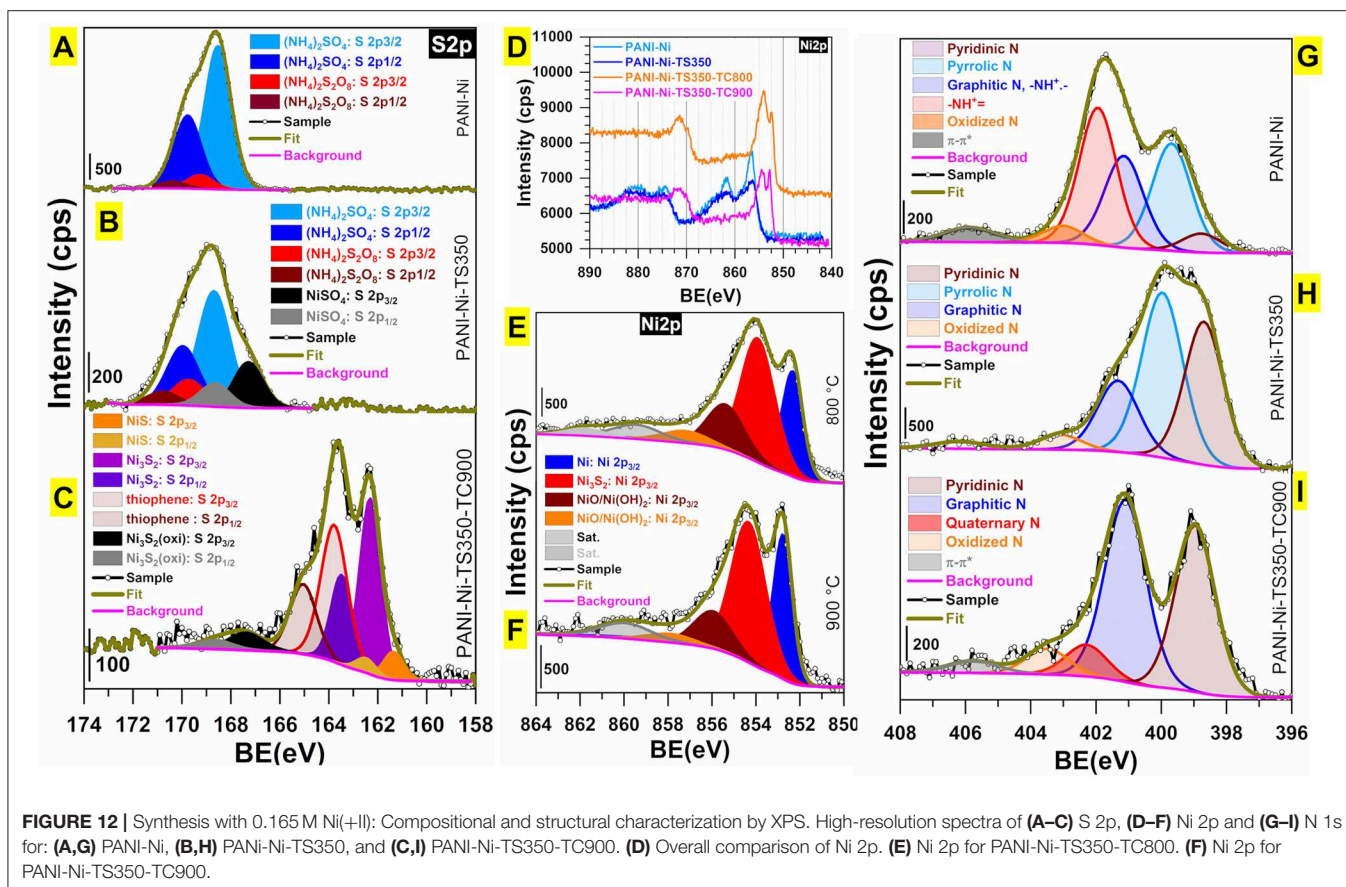 A
S2p
(NH₄)₂SO₄: S 2p3/2
(NH₄)₂SO₄: S 2p1/2
(NH₄)₂S₂O₈: S 2p3/2
(NH₄)₂S₂O₈: S 2p1/2
Sample
Fit
Background
500
PANI-Ni
B
(NH₄)₂SO₄: S 2p3/2
(NH₄)₂SO₄: S 2p1/2
(NH₄)₂S₂O₈: S 2p3/2
(NH₄)₂S₂O₈: S 2p1/2
NiSO₄: S 2p₃/₂
NiSO₄: S 2p₁/₂
Sample
Fit
Background
200
PANI-Ni-TS350
C
NiS: S 2p₃/₂
NiS: S 2p₁/₂
Ni₃S₂: S 2p₃/₂
Ni₃S₂: S 2p₁/₂
thiophene: S 2p₃/₂
thiophene : S 2p₁/₂
Ni₃S₂(oxi): S 2p₃/₂
Ni₃S₂(oxi): S 2p₁/₂
Sample
Fit
Background
100
PANI-Ni-TS350-TC900
Intensity (cps)
174 170 168 165 162 160 158
BE(eV)
D
Ni2p
PANI-Ni
PANI-Ni-TS350
PANI-Ni-TS350-TC800
PANI-Ni-TS350-TC900
Intensity (cps)
11000
10000
9000
8000
7000
6000
5000
890 880 870 860 850 840
BE(eV)
E
Ni2p
500
800 °C
Ni: Ni 2p₃/₂
Ni₃S₂: Ni 2p₃/₂
NiO/Ni(OH)₂: Ni 2p₃/₂
NiO/Ni(OH)₂: Ni 2p₃/₂
Sat.
Sat.
Sample
Fit
Background
F
500
900 °C
Intensity (cps)
864 860 856 854 852 850
BE(eV)
G
Pyridinic N
Pyrrolic N
Graphitic N, -NH⁺.-
-NH⁺=
Oxidized N
π-π*
Background
Sample
Fit
200
PANI-Ni
H
Pyridinic N
Pyrrolic N
Graphitic N
Oxidized N
Background
Sample
Fit
500
PANI-Ni-TS350
I
Pyridinic N
Graphitic N
Quaternary N
Oxidized N
π-π*
Background
Sample
Fit
200
PANI-Ni-TS350-TC900
Intensity (cps)
408 406 404 402 400 398 396
BE(eV)
FIGURE 12 | Synthesis with 0.165 M Ni(+II): Compositional and structural characterization by XPS. High-resolution spectra of (A–C) S 2p, (D–F) Ni 2p and (G–I) N 1s
for: (A,G) PANI-Ni, (B,H) PANi-Ni-TS350, and (C,I) PANI-Ni-TS350-TC900. (D) Overall comparison of Ni 2p. (E) Ni 2p for PANI-Ni-TS350-TC800. (F) Ni 2p for
PANI-Ni-TS350-TC900.